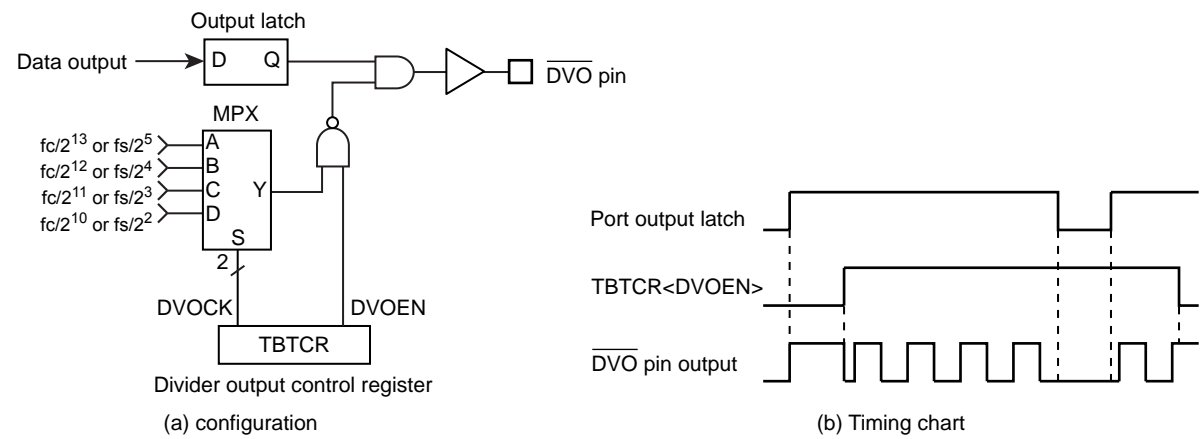 Output latch
Data output
D Q
DVO pin
MPX
fc/2^13 or fs/2^5
A
fc/2^12 or fs/2^4
B
fc/2^11 or fs/2^3
C
Y
fc/2^10 or fs/2^2
D
S
2
DVOCK
DVOEN
TBTCR
Divider output control register
(a) configuration
Port output latch
TBTCR<DVOEN>
DVO pin output
(b) Timing chart